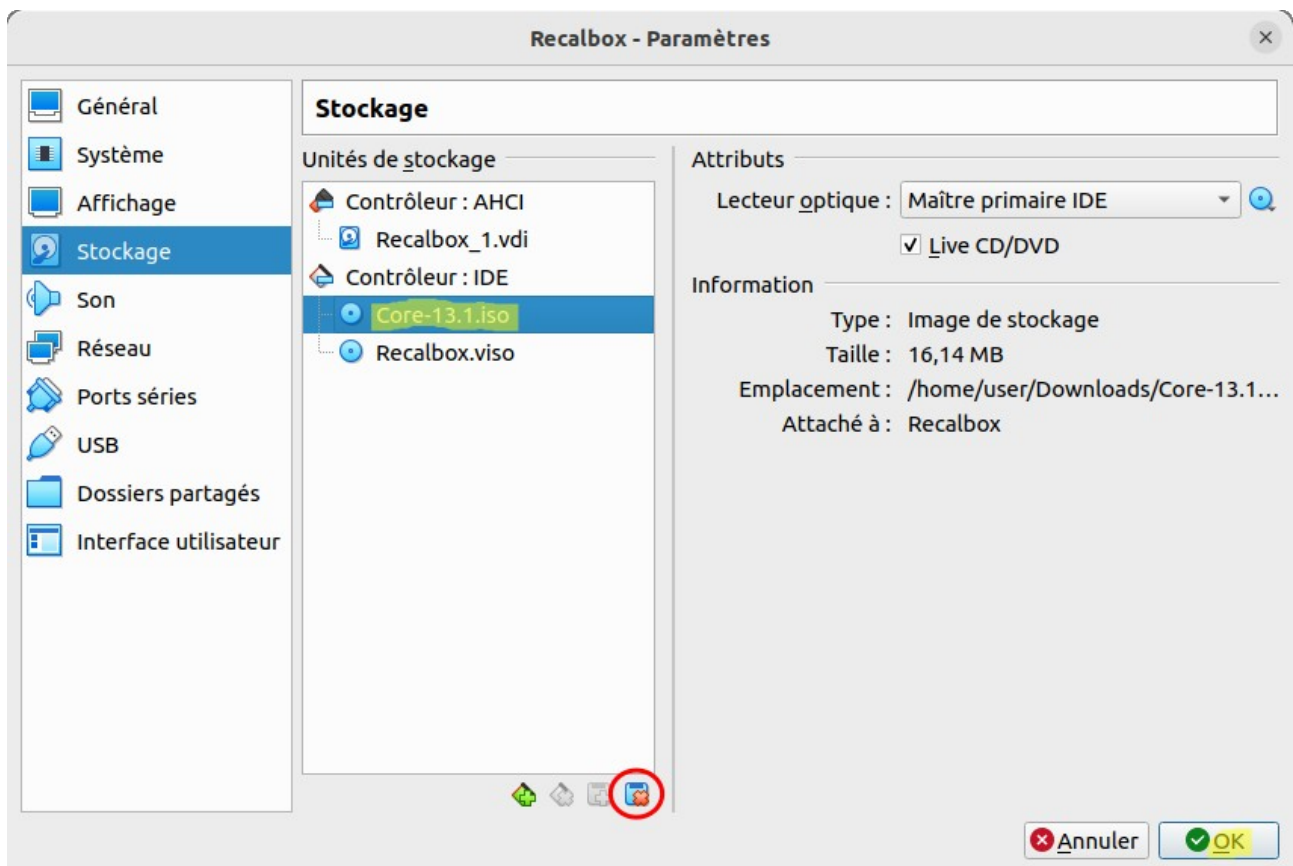 Recalbox - Paramètres
Général
Système
Affichage
Stockage
Son
Réseau
Ports séries
USB
Dossiers partagés
Interface utilisateur
Stockage
Unités de stockage
Contrôleur : AHCI
Recalbox_1.vdi
Contrôleur : IDE
Core-13.1.iso
Recalbox.viso
Attributs
Lecteur optique : Maître primaire IDE
Live CD/DVD
Information
Type : Image de stockage
Taille : 16,14 MB
Emplacement : /home/user/Downloads/Core-13.1...
Attaché à : Recalbox
Annuler
OK